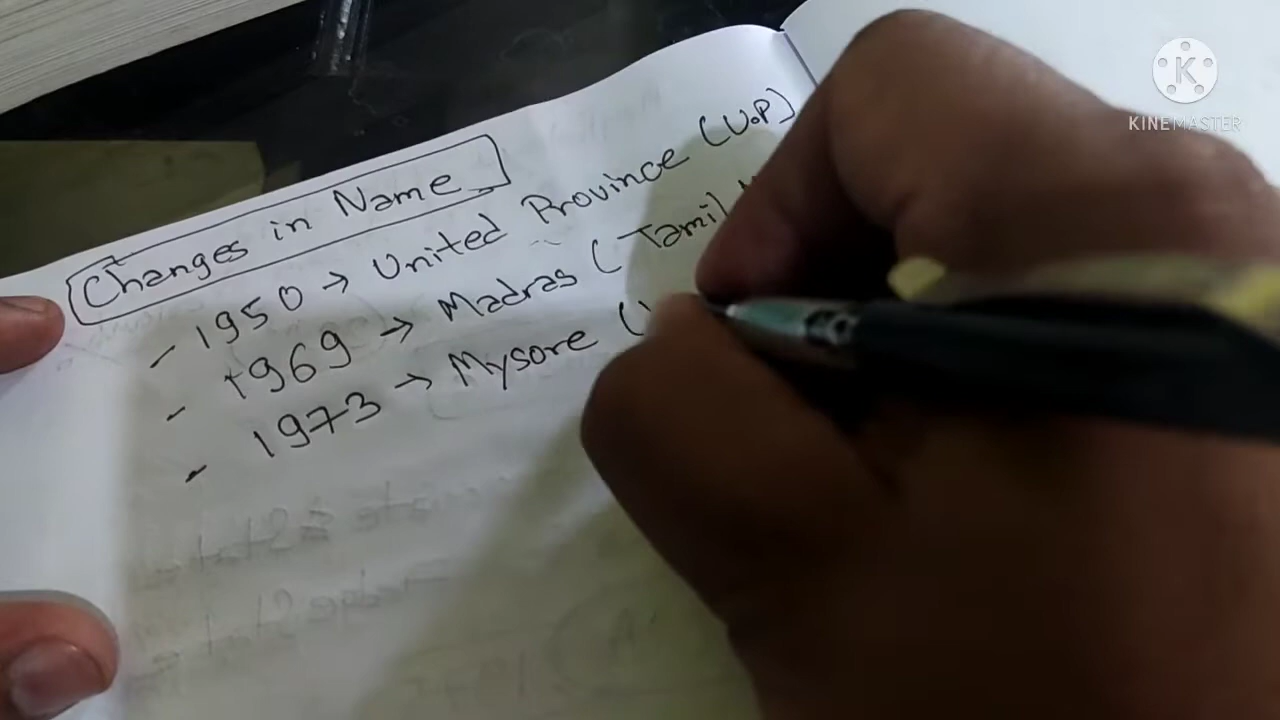 Changes in Name
- 1950 → United Province (U.P)
- 1969 → Madras (Tamil
- 1973 → Mysore (
K
KINEMASTER